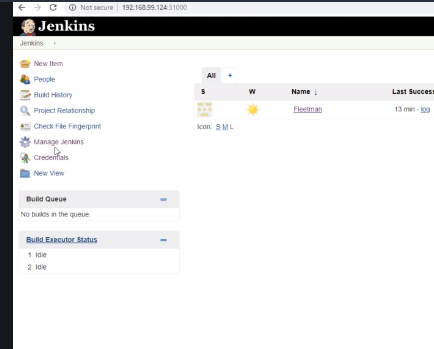 Not secure | 192.168.99.124:31000
Jenkins
Jenkins
New Item
People
Build History
Project Relationship
Check File Fingerprint
Manage Jenkins
Credentials
New View
Build Queue
No builds in the queue.
Build Executor Status
1 Idle
2 Idle
All +
S W Name ↓ Last Success
Fleetman 13 min - log
Icon: S M L